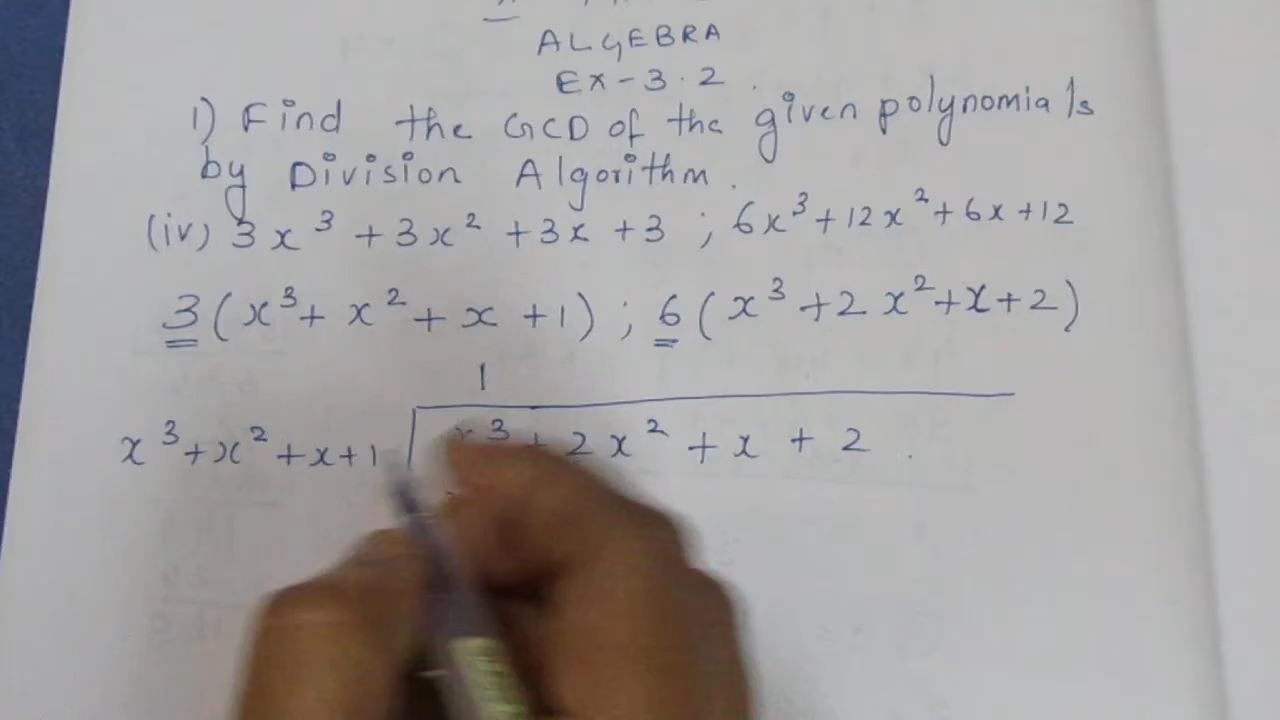 ALGEBRA
EX-3.2
1) Find the GCD of the given polynomials
by Division Algorithm.
(iv) 3x³ + 3x² + 3x + 3 ; 6x³ + 12x² + 6x + 12
3(x³ + x² + x + 1) ; 6(x³ + 2x² + x + 2)
1
x³ + x² + x + 1 x³ + 2x² + x + 2